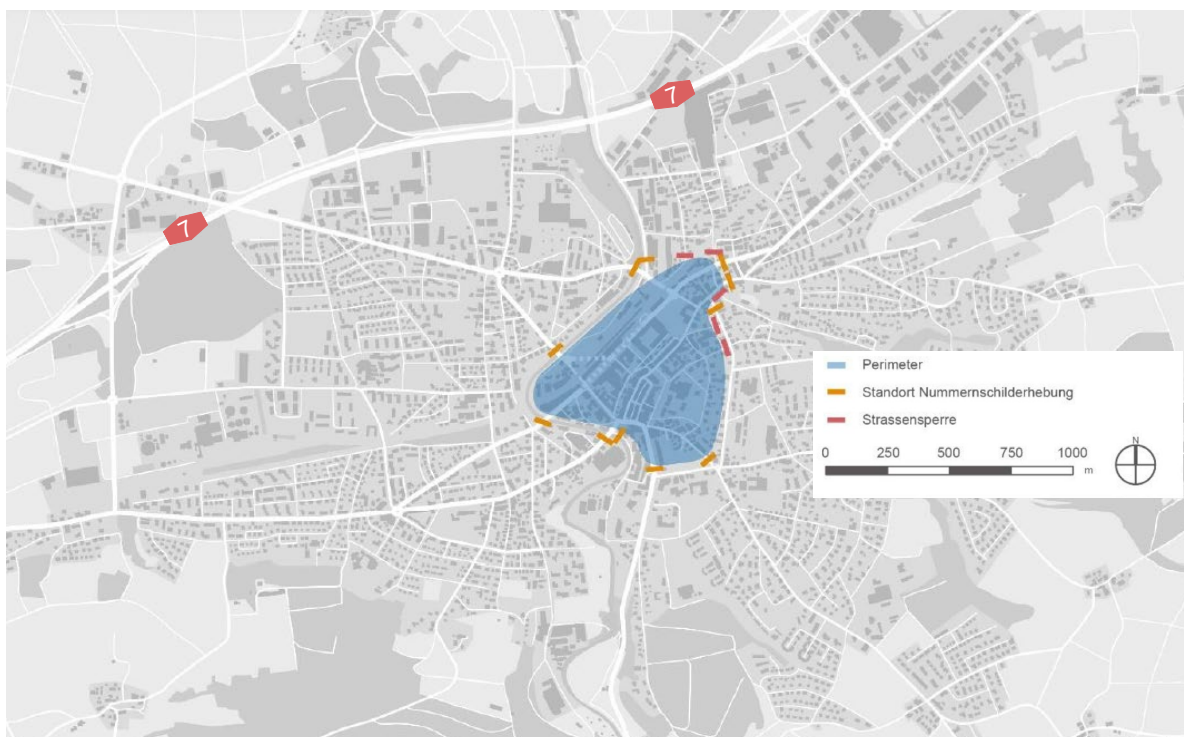 7
7
Perimeter
Standort Nummernschilderhebung
Strassensperre
0 250 500 750 1000
m
N